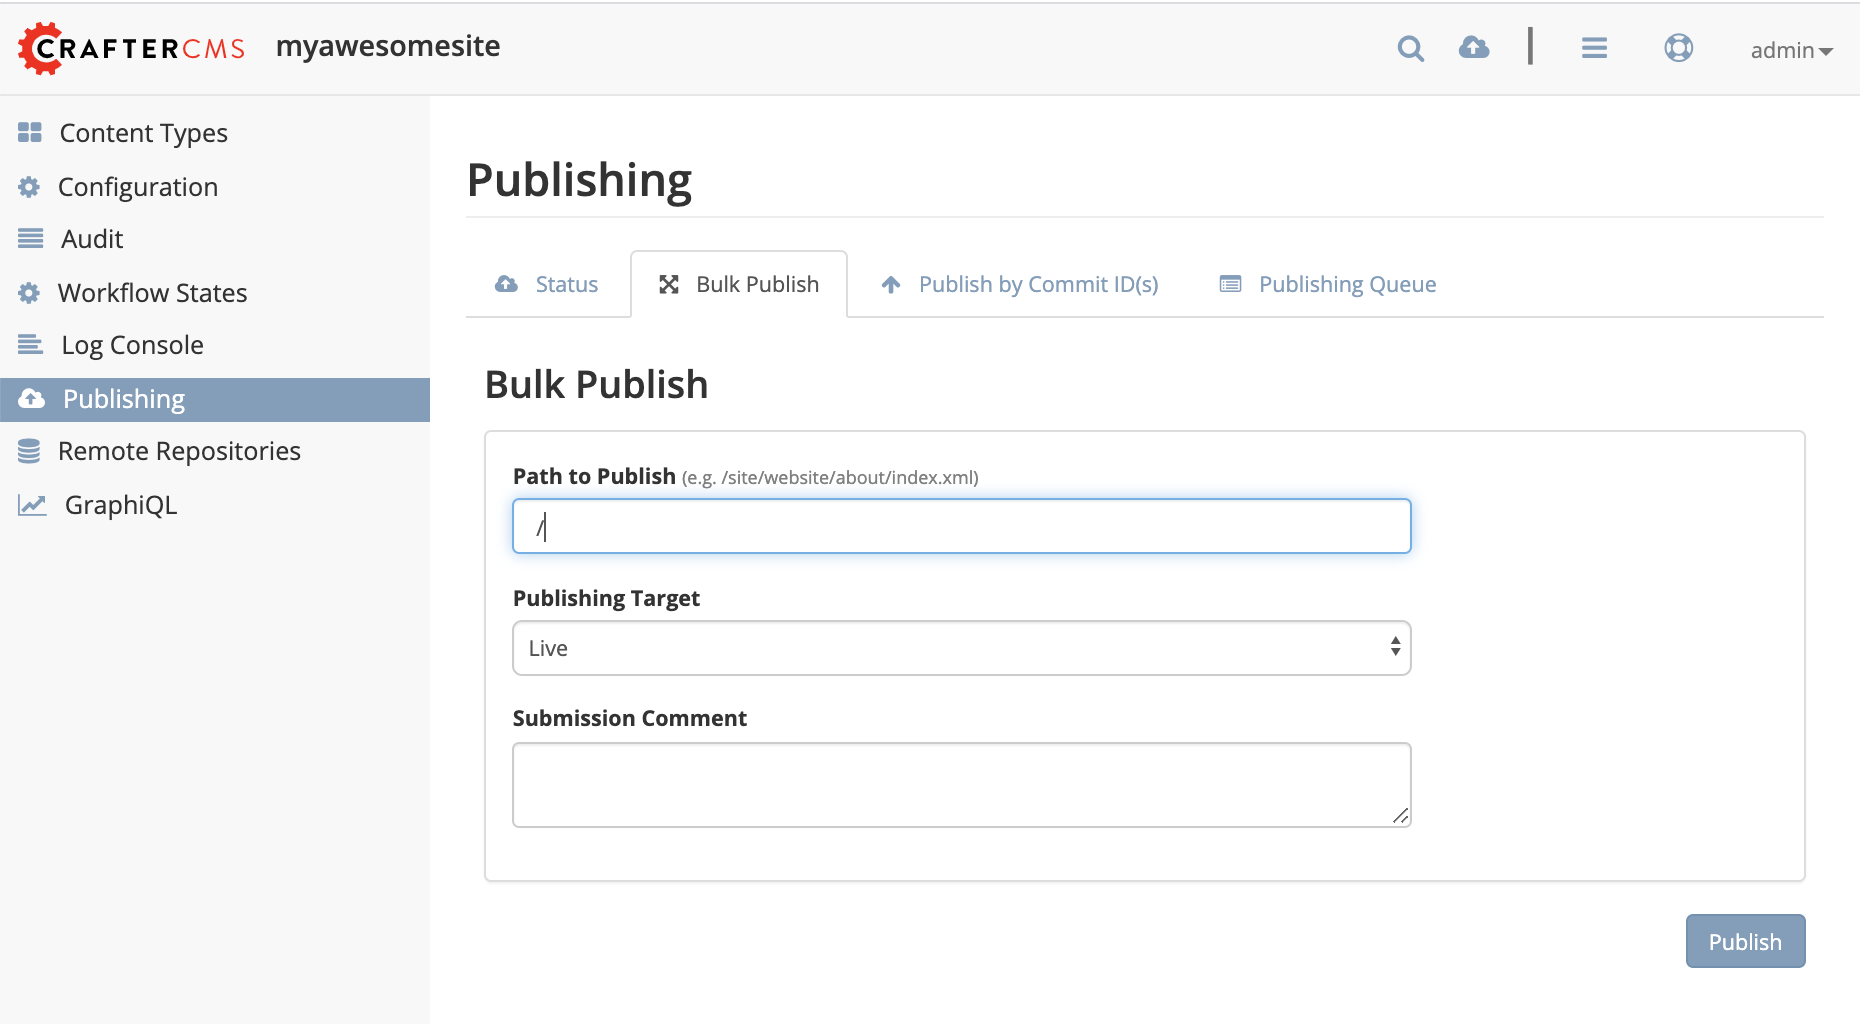 CRAFTERCMS myawesomesite admin
Content Types
Configuration
Audit
Workflow States
Log Console
Publishing
Remote Repositories
GraphiQL
Publishing
Status Bulk Publish Publish by Commit ID(s) Publishing Queue
Bulk Publish
Path to Publish (e.g. /site/website/about/index.xml)
/
Publishing Target
Live
Submission Comment
Publish